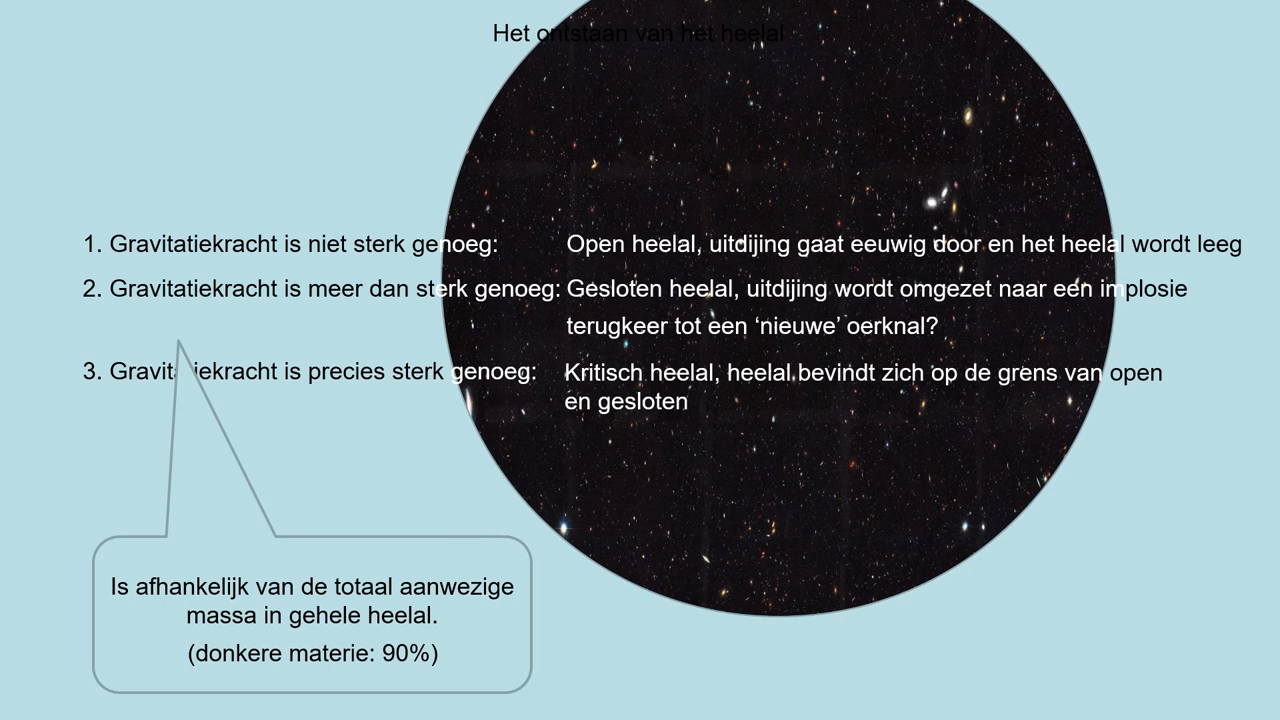 Het ontstaan van het heelal
1. Gravitatiekracht is niet sterk genoeg: Open heelal, uitdijing gaat eeuwig door en het heelal wordt leeg
2. Gravitatiekracht is meer dan sterk genoeg: Gesloten heelal, uitdijing wordt omgezet naar een implosie
terugkeer tot een ‘nieuwe’ oerknal?
3. Gravitatiekracht is precies sterk genoeg: Kritisch heelal, heelal bevindt zich op de grens van open
en gesloten
Is afhankelijk van de totaal aanwezige
massa in gehele heelal.
(donkere materie: 90%)